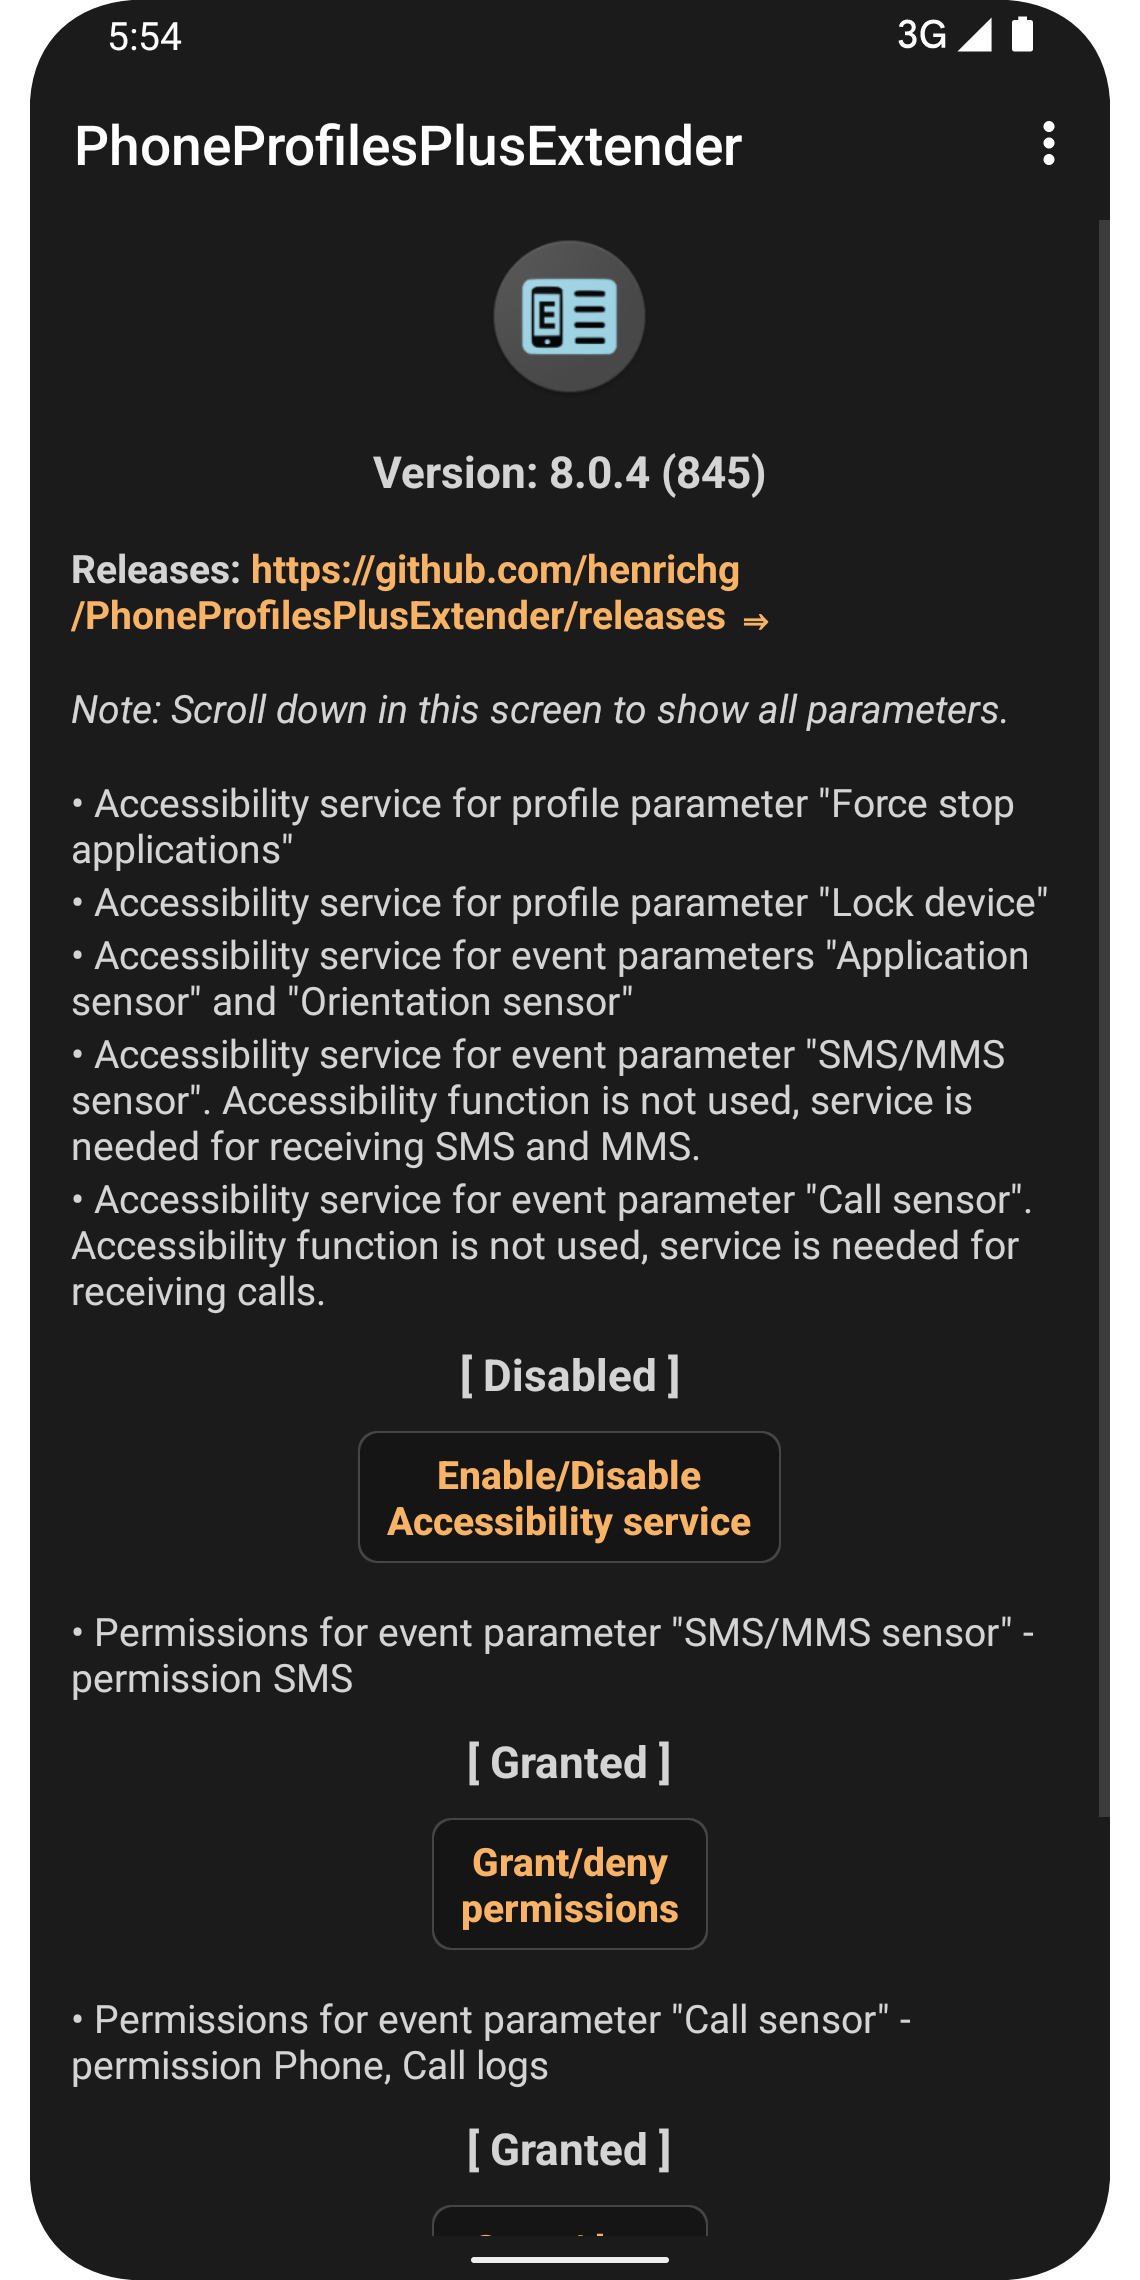 5:54
3G
PhoneProfilesPlusExtender
E
Version: 8.0.4 (845)
Releases: https://github.com/henrichg
/PhoneProfilesPlusExtender/releases ⇒
Note: Scroll down in this screen to show all parameters.
• Accessibility service for profile parameter "Force stop
applications"
• Accessibility service for profile parameter "Lock device"
• Accessibility service for event parameters "Application
sensor" and "Orientation sensor"
• Accessibility service for event parameter "SMS/MMS
sensor". Accessibility function is not used, service is
needed for receiving SMS and MMS.
• Accessibility service for event parameter "Call sensor".
Accessibility function is not used, service is needed for
receiving calls.
[ Disabled ]
Enable/Disable
Accessibility service
• Permissions for event parameter "SMS/MMS sensor" -
permission SMS
[ Granted ]
Grant/deny
permissions
• Permissions for event parameter "Call sensor" -
permission Phone, Call logs
[ Granted ]